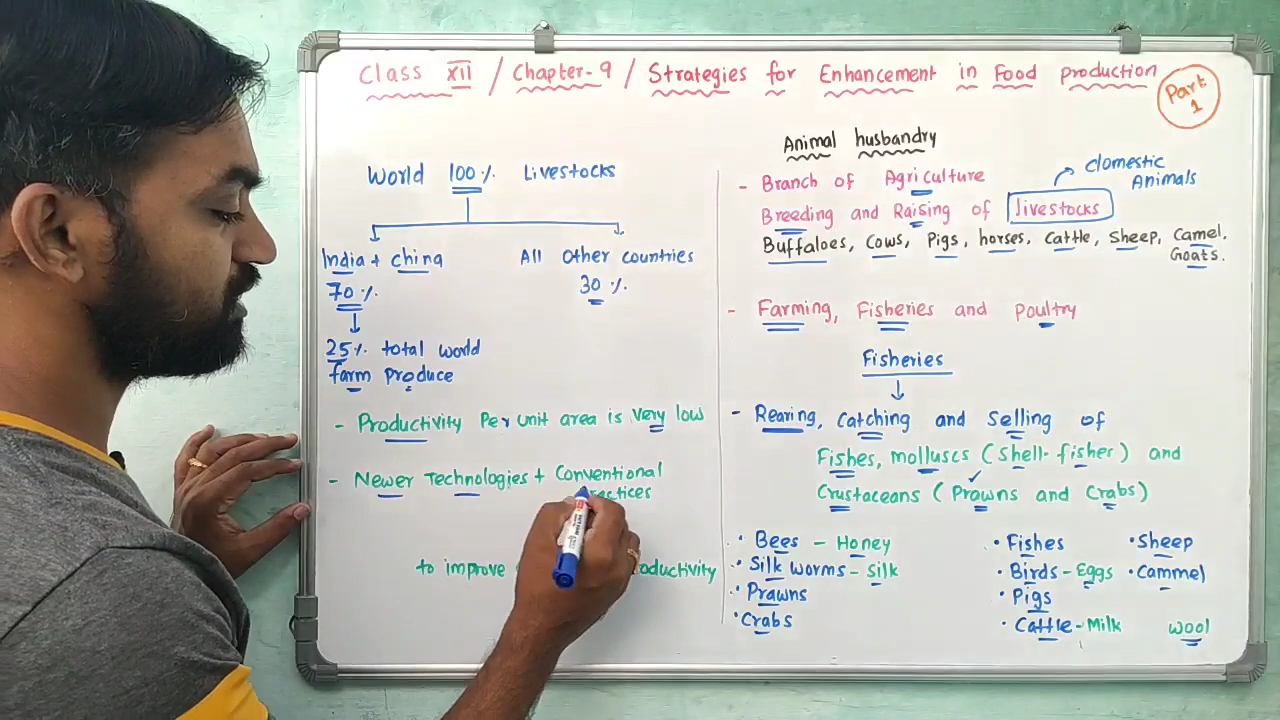 Class XII / Chapter-9 / Strategies for Enhancement in Food production
Part 1
World 100% Livestocks
India + china
70%
25% total world
farm produce
All Other countries
30%
- Productivity Per unit area is very low
- Newer Technologies + Conventional
to improve
Animal husbandry
- Branch of Agriculture
Breeding and Raising of livestocks
domestic
Animals
Buffaloes, Cows, Pigs, horses, Cattle, Sheep, Camel.
Goats.
- Farming, Fisheries and Poultry
Fisheries
- Rearing, Catching and Selling of
Fishes, molluscs (Shell-fisher) and
Crustaceans (Prawns and Crabs)
• Bees - Honey
• Silk worms - Silk
• Prawns
• Crabs
• Fishes
• Birds - Eggs
• Pigs
• Cattle - Milk
• Sheep
• Cammel
wool